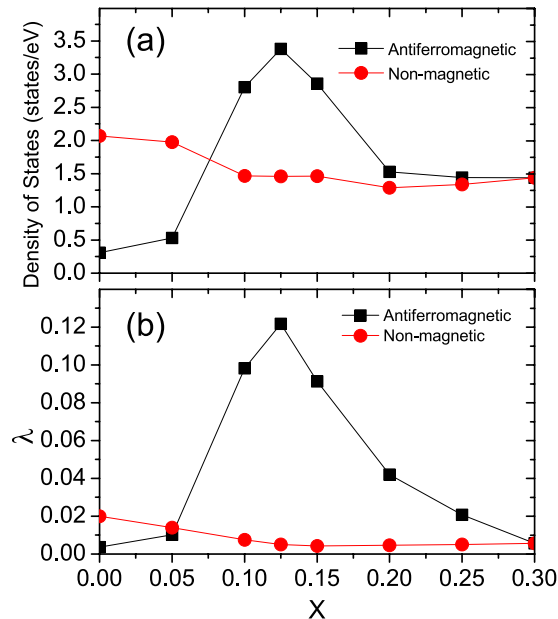 (a)
Antiferromagnetic
Non-magnetic
Density of States (states/eV)
3.5
3.0
2.5
2.0
1.5
1.0
0.5
0.0
(b)
Antiferromagnetic
Non-magnetic
λ
0.12
0.10
0.08
0.06
0.04
0.02
0.00
0.00 0.05 0.10 0.15 0.20 0.25 0.30
X